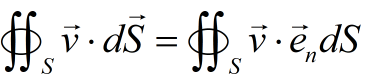 ∯_S v⃗ · dS⃗ = ∯_S v⃗ · e⃗_n dS